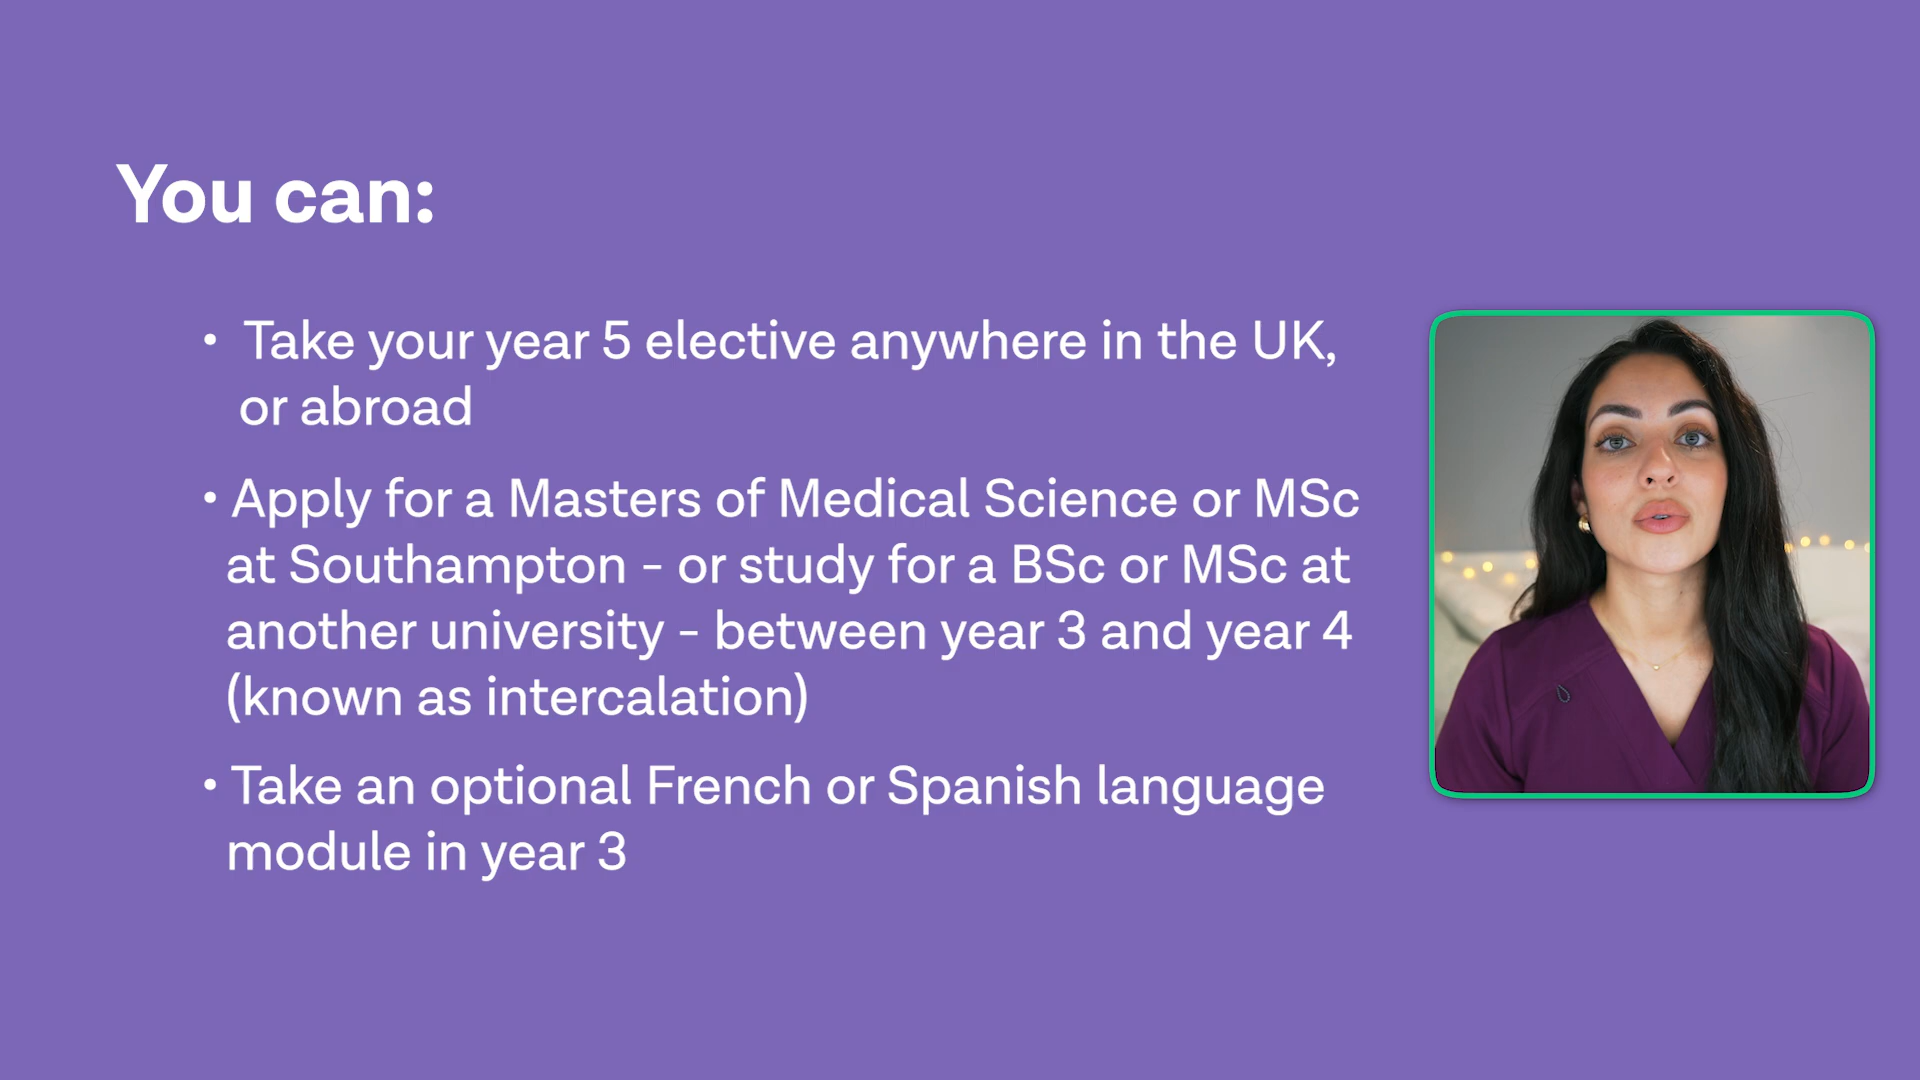 You can:
• Take your year 5 elective anywhere in the UK,
or abroad
• Apply for a Masters of Medical Science or MSc
at Southampton - or study for a BSc or MSc at
another university - between year 3 and year 4
(known as intercalation)
• Take an optional French or Spanish language
module in year 3